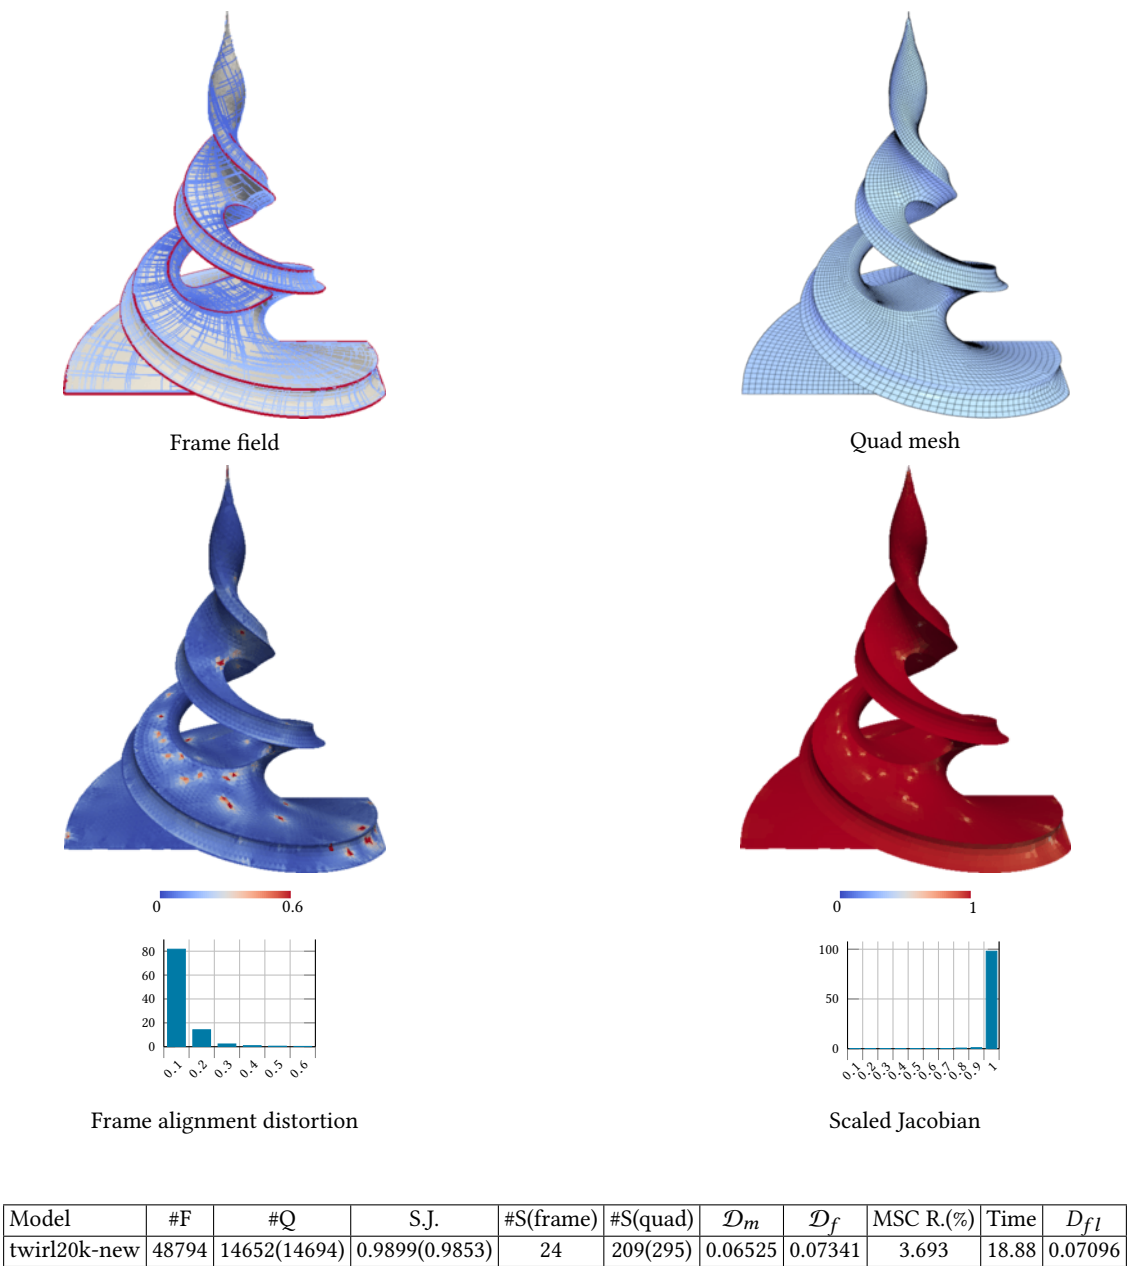 Frame field
Quad mesh
0 0.6
0 1
80
60
40
20
0
0.1 0.2 0.3 0.4 0.5 0.6
100
50
0
0.1 0.2 0.3 0.4 0.5 0.6 0.7 0.8 0.9 1
Frame alignment distortion
Scaled Jacobian
Model #F #Q S.J. #S(frame) #S(quad) 𝒟m 𝒟f MSC R.(%) Time Dfl
twirl20k-new 48794 14652(14694) 0.9899(0.9853) 24 209(295) 0.06525 0.07341 3.693 18.88 0.07096